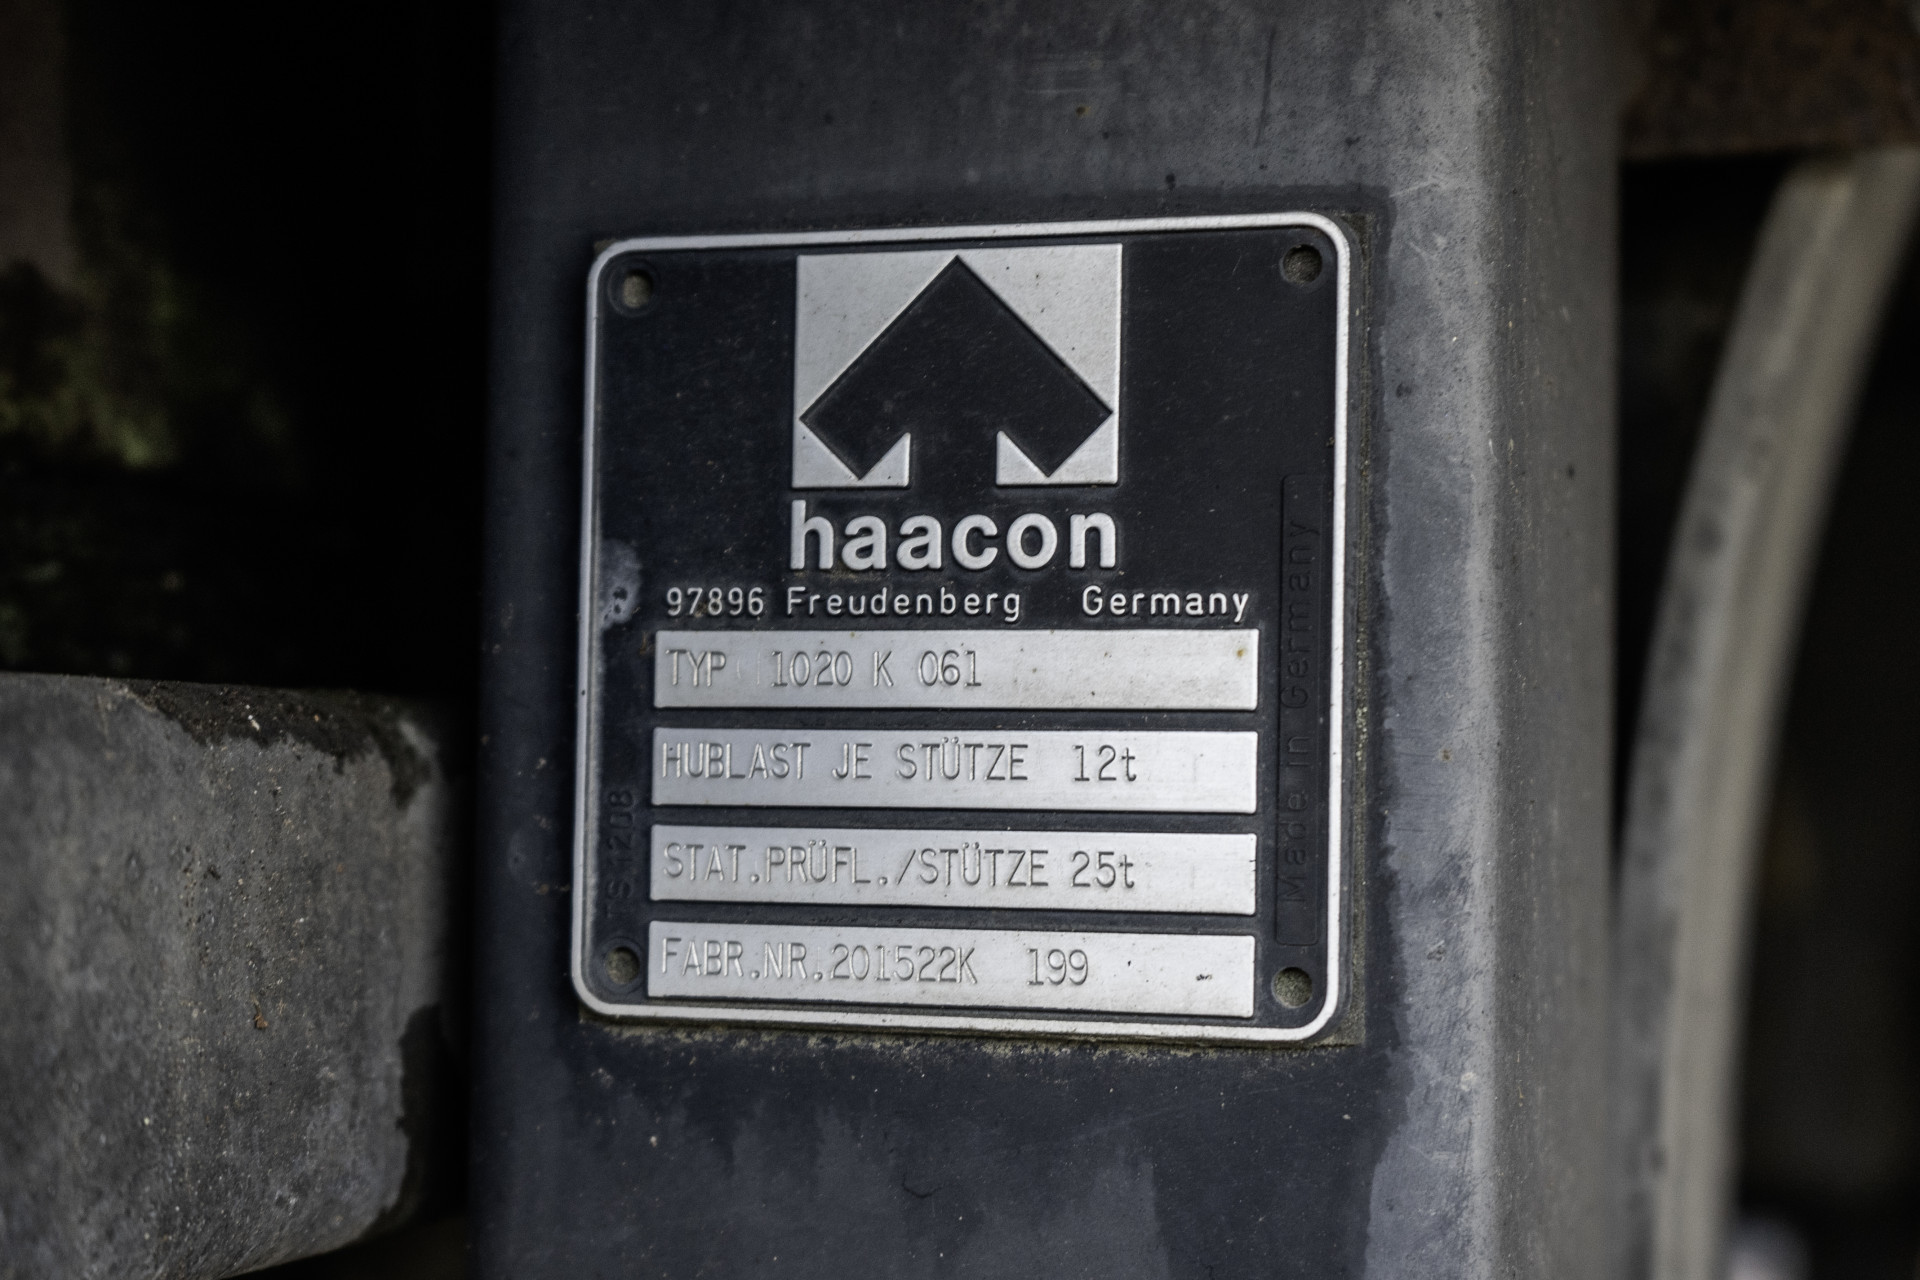 haacon
97896 Freudenberg Germany
TYP 1020 K 061
HUBLAST JE STÜTZE 12t
STAT.PRÜFL./STÜTZE 25t
FABR.NR.201522K 199
Made in Germany